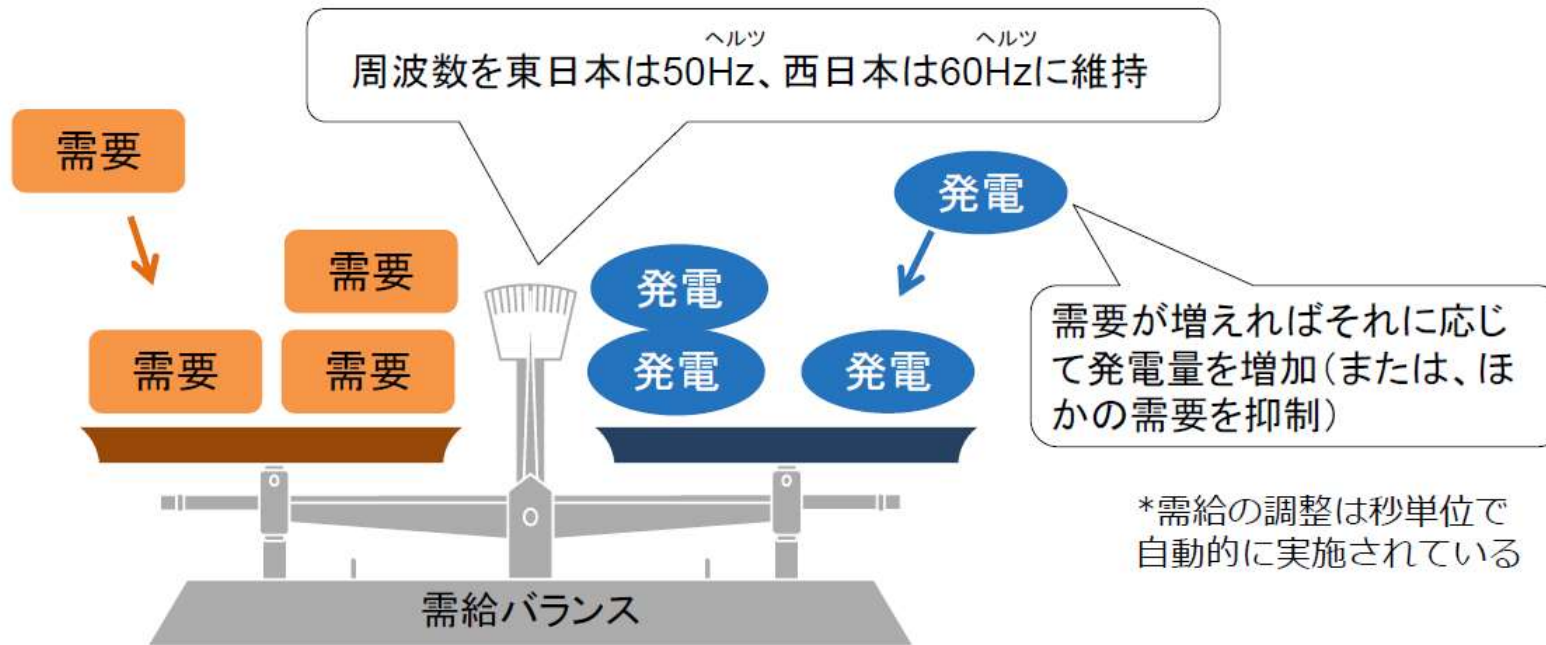 ヘルツ ヘルツ
周波数を東日本は50Hz、西日本は60Hzに維持
需要
発電
需要
発電
需要
需要
発電
発電
需要が増えればそれに応じ
て発電量を増加(または、ほ
かの需要を抑制)
*需給の調整は秒単位で
自動的に実施されている
需給バランス